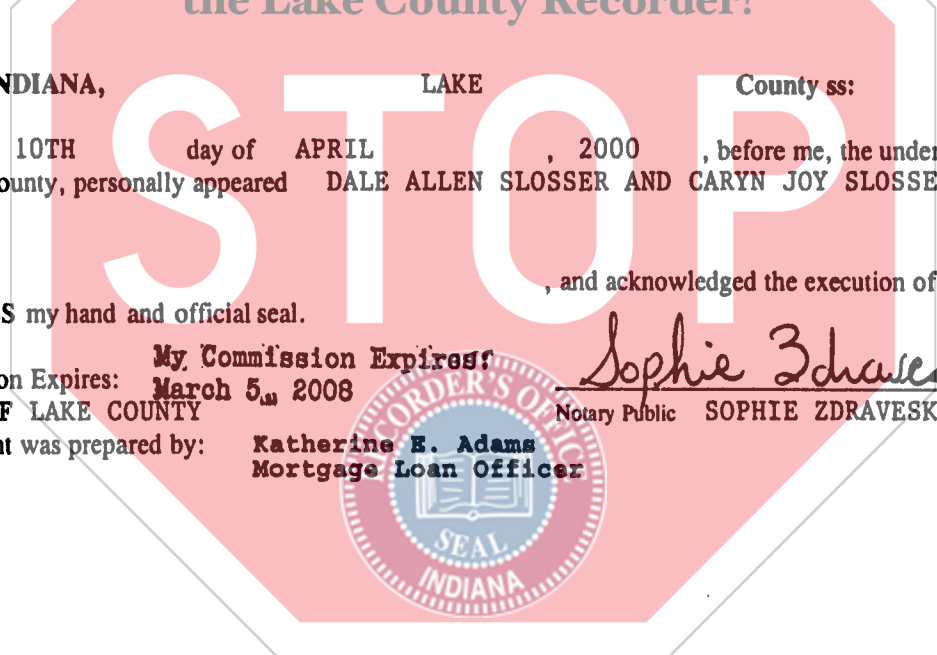 the Lake County Recorder!
NDIANA, LAKE County ss:
10TH day of APRIL , 2000 , before me, the under
ounty, personally appeared DALE ALLEN SLOSSER AND CARYN JOY SLOSSE
, and acknowledged the execution of
S my hand and official seal.
STOP
My Commission Expires:
on Expires: March 5, 2008
Sophie Zdrave
F LAKE COUNTY Notary Public SOPHIE ZDRAVESK
nt was prepared by: Katherine E. Adams
Mortgage Loan Officer
RECORDER'S OFFIC
SEAL
INDIANA